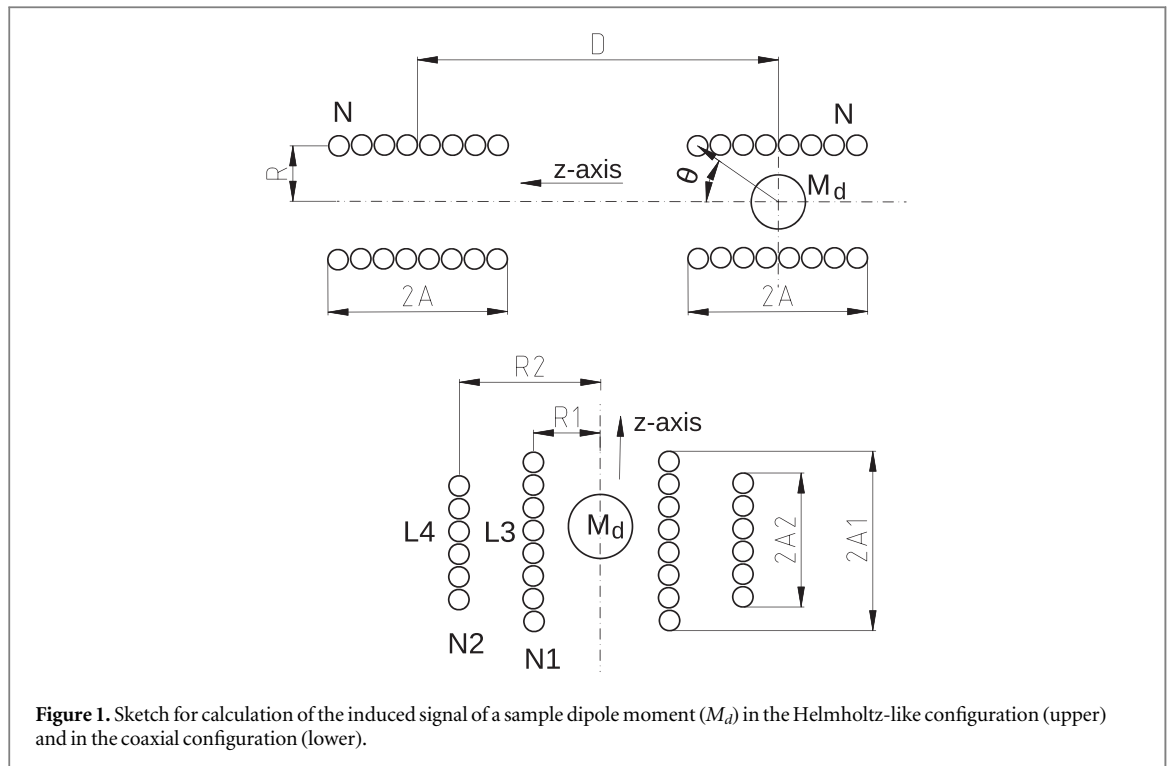 D
N
N
R
z-axis
θ
M_d
2A
2A
R2
R1
z-axis
L4
L3
M_d
2A2
2A1
N2
N1
Figure 1. Sketch for calculation of the induced signal of a sample dipole moment (M_d) in the Helmholtz-like configuration (upper)
and in the coaxial configuration (lower).